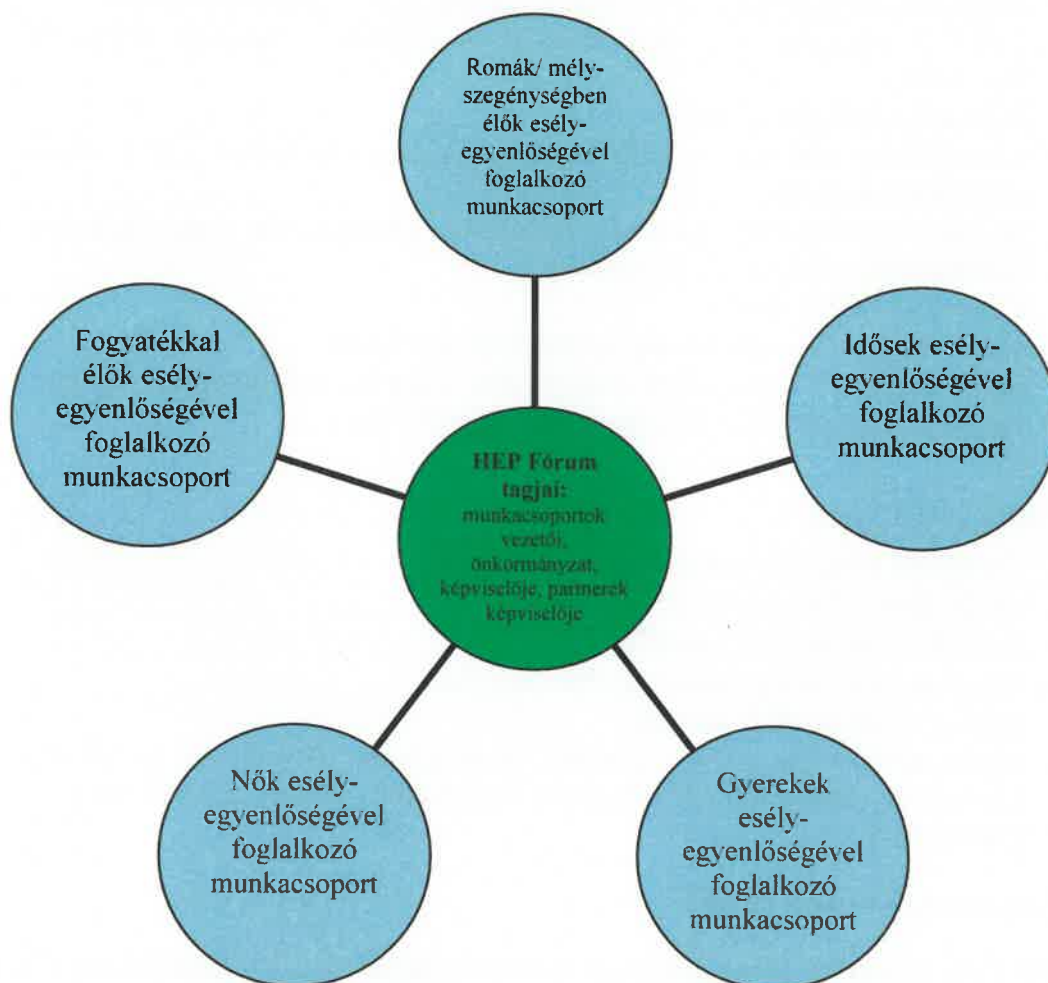 Romák/ mély-
szegénységben
élők esély-
egyenlőségével
foglalkozó
munkacsoport
Fogyatékkal
élők esély-
egyenlőségével
foglalkozó
munkacsoport
Idősek esély-
egyenlőségével
foglalkozó
munkacsoport
HEP Fórum
tagjai:
munkacsoportok
vezetői,
önkormányzat,
képviselője, partnerek
képviselője
Nők esély-
egyenlőségével
foglalkozó
munkacsoport
Gyerekek
esély-
egyenlőségével
foglalkozó
munkacsoport